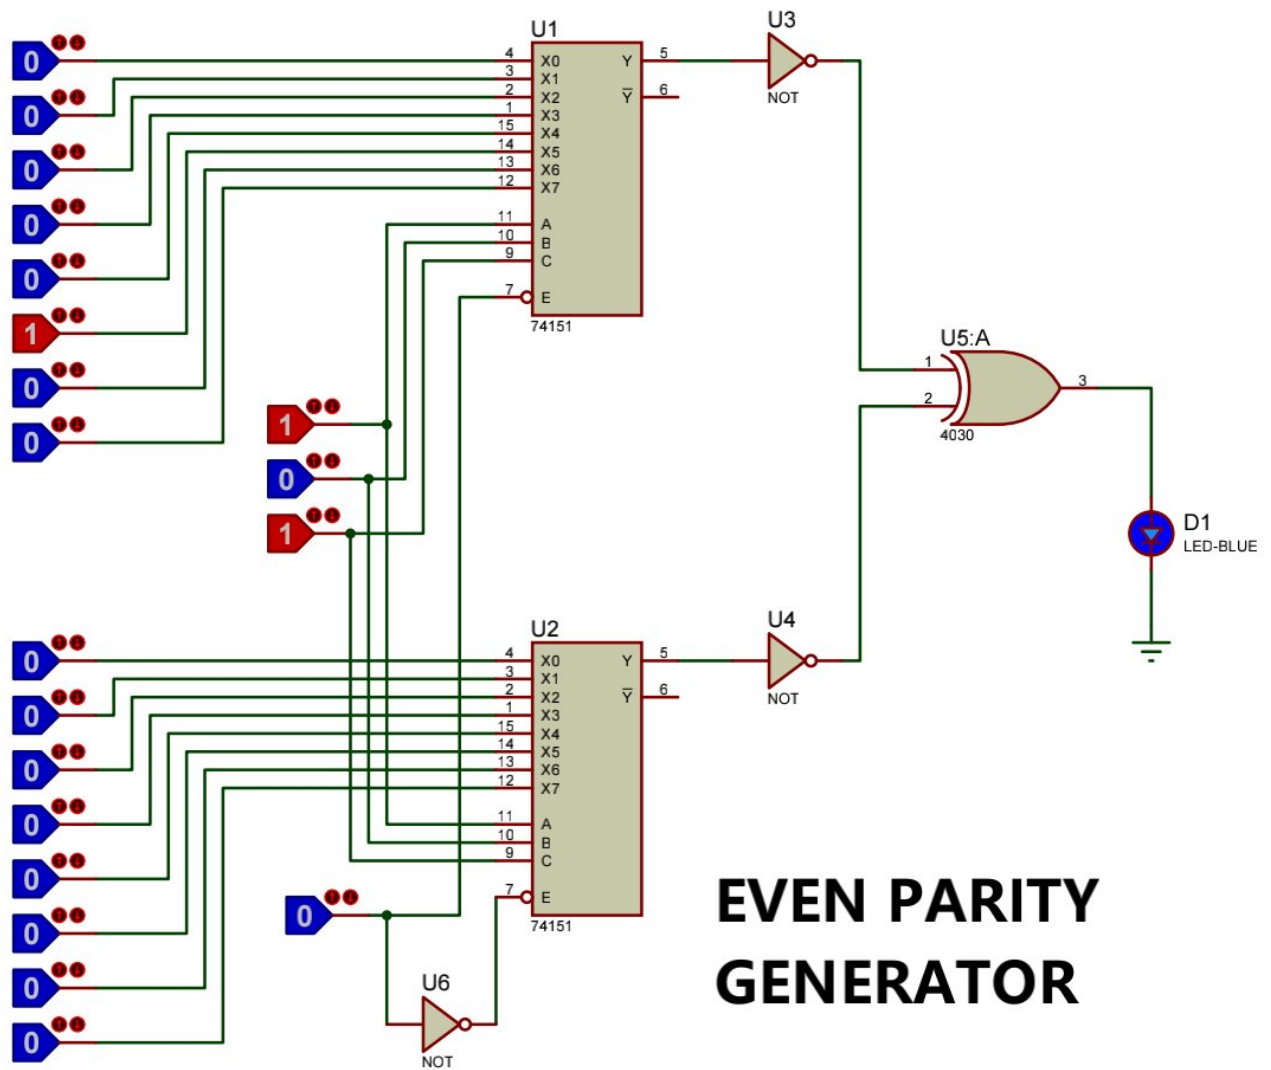 U1
U3
0
4 X0 Y 5
3 X1
2 X2 Y 6
NOT
0
1 X3
15 X4
0
14 X5
13 X6
12 X7
0
11 A
10 B
9 C
0
7 E
74151
1
U5:A
1
0
3
2
1
4030
0
0
1
D1
LED-BLUE
U2
U4
0
4 X0 Y 5
3 X1
2 X2 Y 6
NOT
0
1 X3
15 X4
0
14 X5
13 X6
12 X7
0
11 A
10 B
9 C
0
7 E
0
74151
0
EVEN PARITY
GENERATOR
0
U6
0
NOT